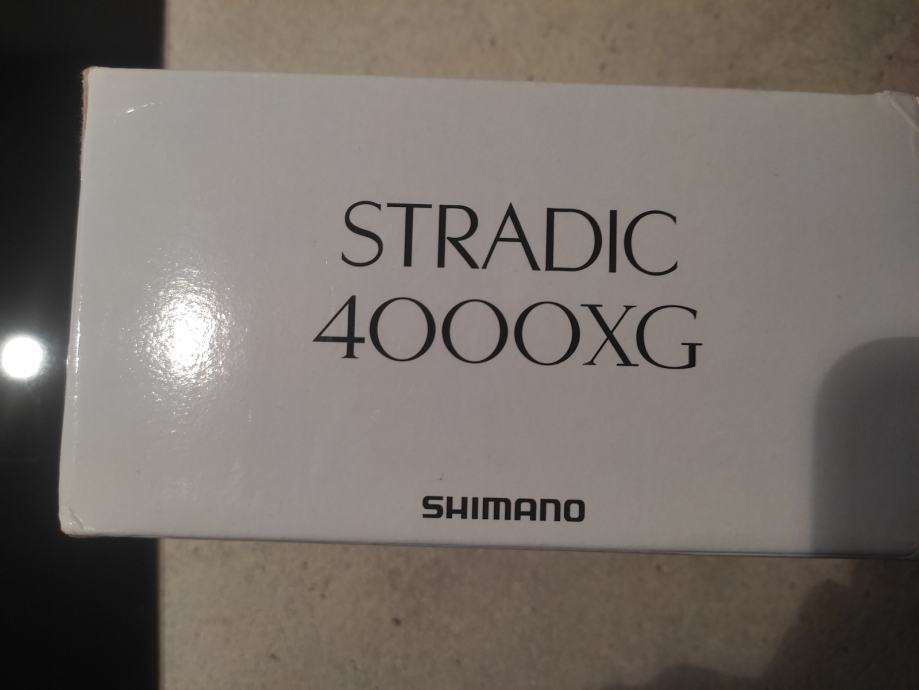 STRADIC
4000XG
SHIMANO